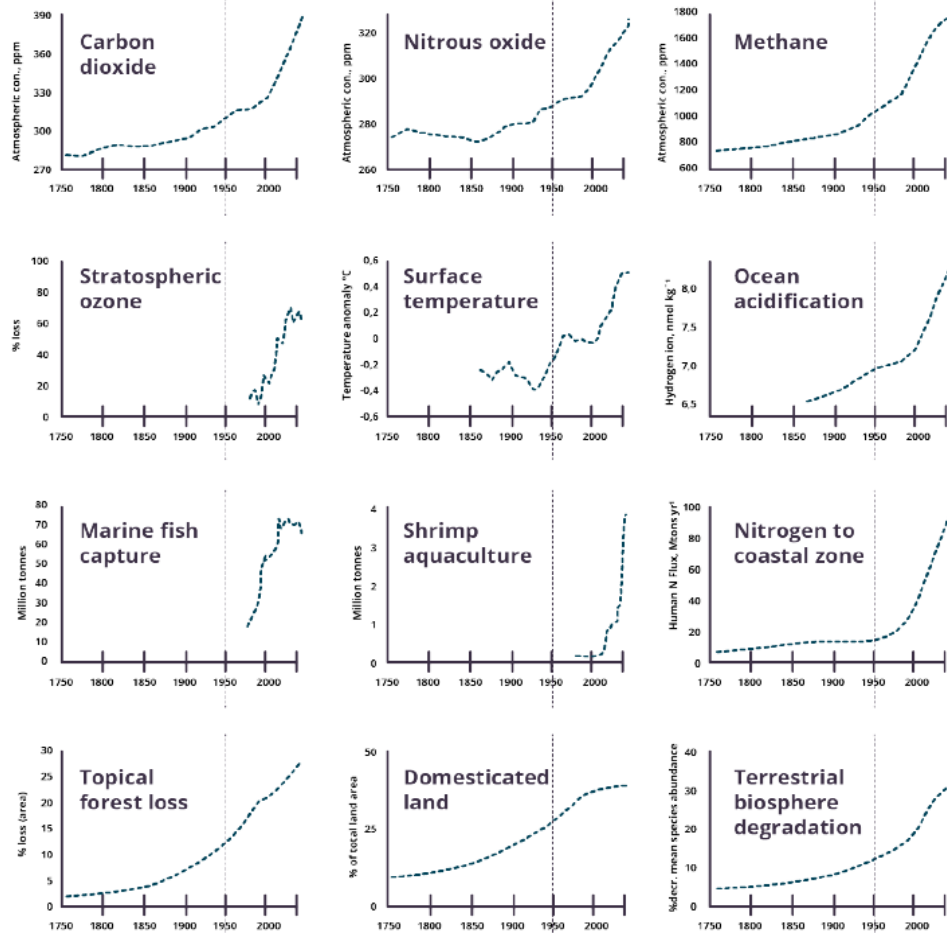 390
360
330
300
270
Atmospheric con., ppm
Carbon
dioxide
1750 1800 1850 1900 1950 2000
320
300
280
260
Atmospheric con., ppm
Nitrous oxide
1750 1800 1850 1900 1950 2000
1800
1600
1400
1200
1000
800
600
Atmospheric con., ppm
Methane
1750 1800 1850 1900 1950 2000
100
80
60
40
20
0
% loss
Stratospheric
ozone
1750 1800 1850 1900 1950 2000
0,6
0,4
0,2
0
-0,2
-0,4
-0,6
Temperature anomaly °C
Surface
temperature
1750 1800 1850 1900 1950 2000
8,0
7,5
7,0
6,5
Hydrogen ion, nmol kg⁻¹
Ocean
acidification
1750 1800 1850 1900 1950 2000
80
70
60
50
40
30
20
10
0
Million tonnes
Marine fish
capture
1750 1800 1850 1900 1950 2000
4
3
2
1
0
Million tonnes
Shrimp
aquaculture
1750 1800 1850 1900 1950 2000
100
80
60
40
20
0
Human N Flux, Mtons yr¹
Nitrogen to
coastal zone
1750 1800 1850 1900 1950 2000
30
25
20
15
10
5
0
% loss (area)
Topical
forest loss
1750 1800 1850 1900 1950 2000
50
25
0
% of total land area
Domesticated
land
1750 1800 1850 1900 1950 2000
40
30
20
10
0
%decr. mean species abundance
Terrestrial
biosphere
degradation
1750 1800 1850 1900 1950 2000